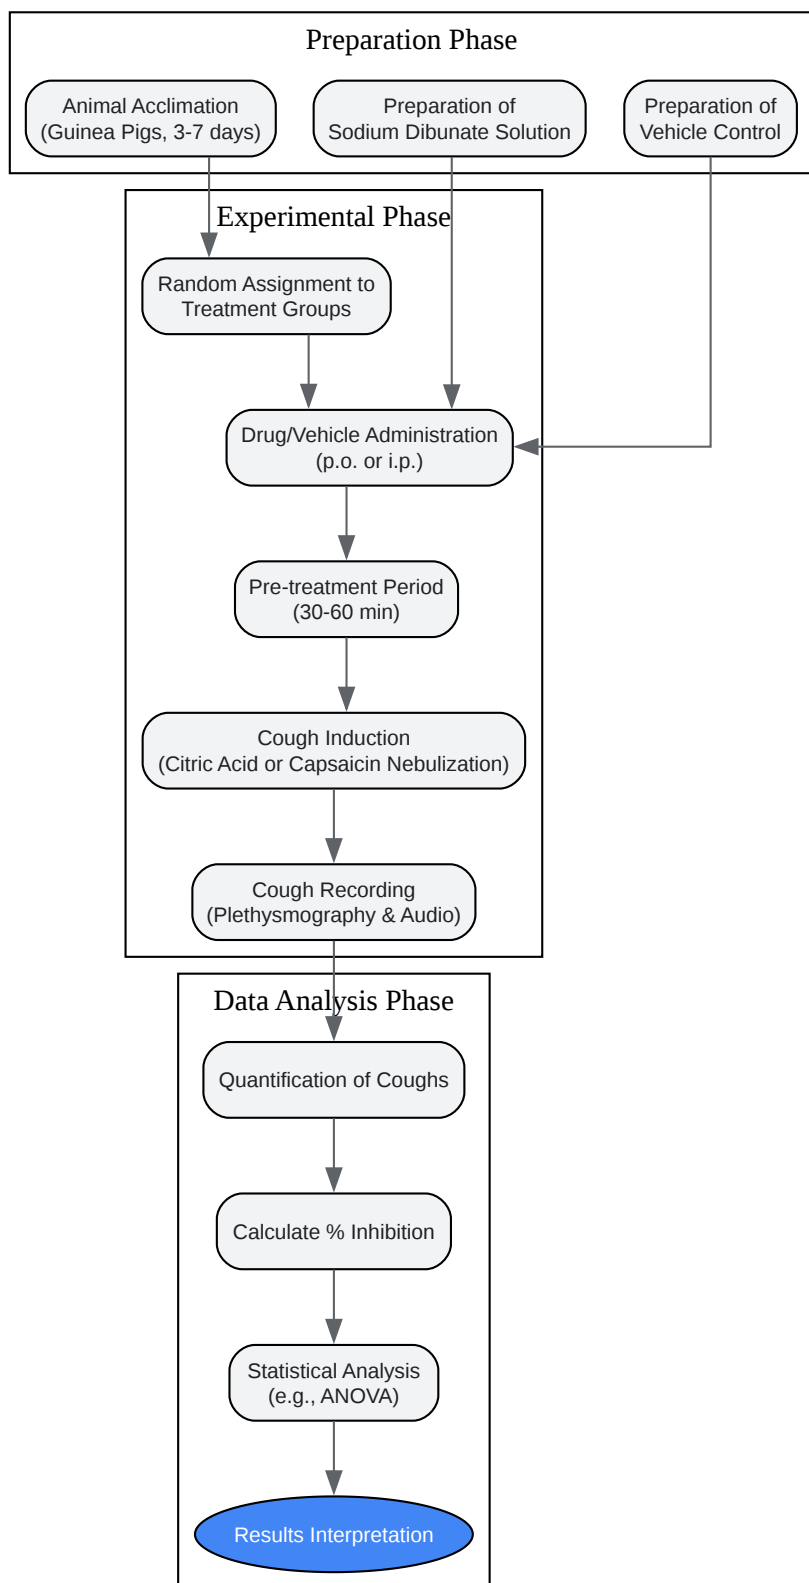 Preparation Phase
Animal Acclimation
(Guinea Pigs, 3-7 days)
Preparation of
Sodium Dibunate Solution
Preparation of
Vehicle Control
Experimental Phase
Random Assignment to
Treatment Groups
Drug/Vehicle Administration
(p.o. or i.p.)
Pre-treatment Period
(30-60 min)
Cough Induction
(Citric Acid or Capsaicin Nebulization)
Cough Recording
(Plethysmography & Audio)
Data Analysis Phase
Quantification of Coughs
Calculate % Inhibition
Statistical Analysis
(e.g., ANOVA)
Results Interpretation